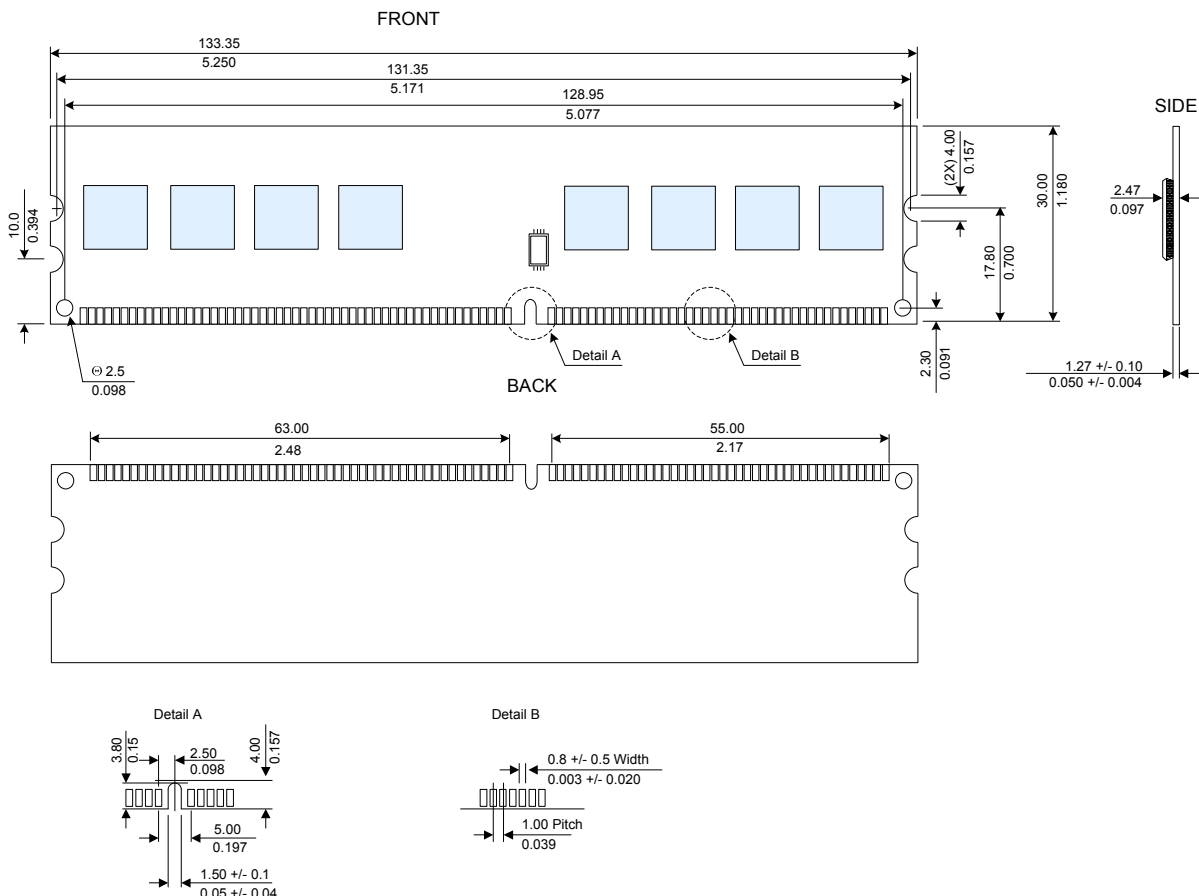 FRONT
133.35
5.250
131.35
5.171
128.95
5.077
SIDE
(2X) 4.00
0.157
30.00
1.180
2.47
0.097
10.0
0.394
17.80
0.700
2.30
0.091
Detail A
Detail B
Θ 2.5
0.098
1.27 +/- 0.10
0.050 +/- 0.004
BACK
63.00
2.48
55.00
2.17
Detail A
3.80
0.15
2.50
0.098
4.00
0.157
5.00
0.197
1.50 +/- 0.1
0.05 +/- 0.04
Detail B
0.8 +/- 0.5 Width
0.003 +/- 0.020
1.00 Pitch
0.039